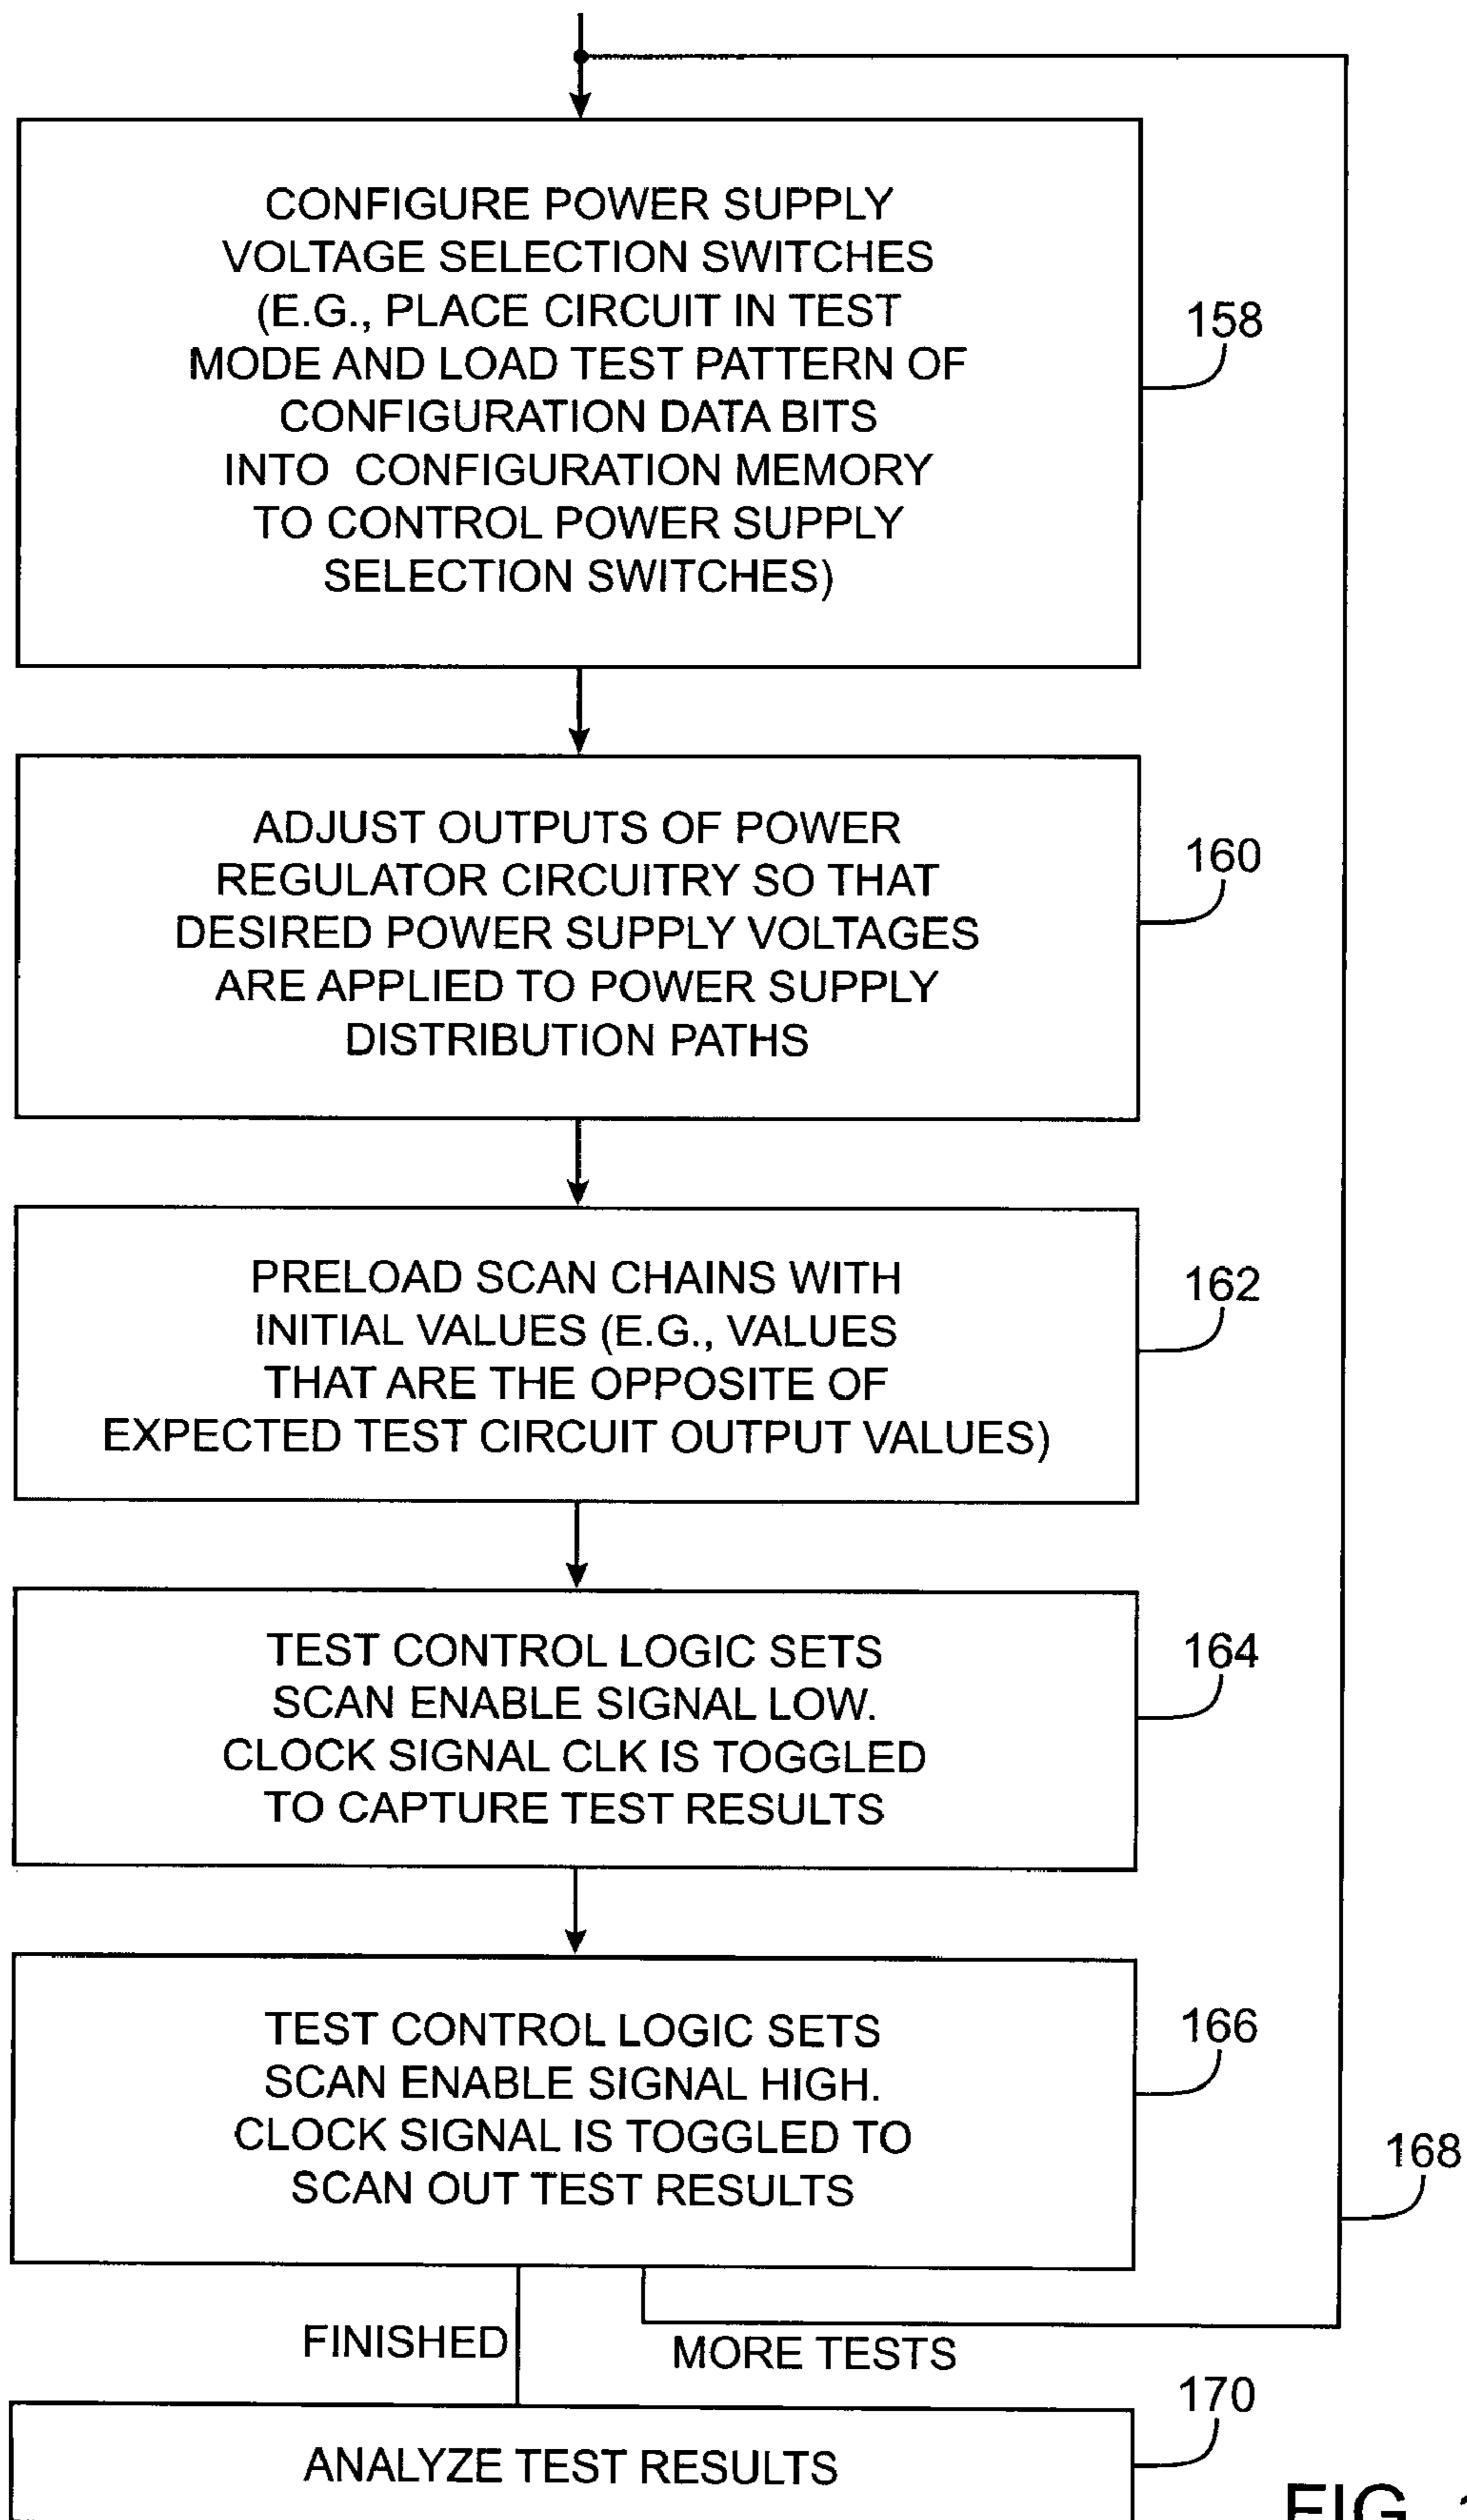 CONFIGURE POWER SUPPLY
VOLTAGE SELECTION SWITCHES
(E.G., PLACE CIRCUIT IN TEST
MODE AND LOAD TEST PATTERN OF
CONFIGURATION DATA BITS
INTO CONFIGURATION MEMORY
TO CONTROL POWER SUPPLY
SELECTION SWITCHES)
158
ADJUST OUTPUTS OF POWER
REGULATOR CIRCUITRY SO THAT
DESIRED POWER SUPPLY VOLTAGES
ARE APPLIED TO POWER SUPPLY
DISTRIBUTION PATHS
160
PRELOAD SCAN CHAINS WITH
INITIAL VALUES (E.G., VALUES
THAT ARE THE OPPOSITE OF
EXPECTED TEST CIRCUIT OUTPUT VALUES)
162
TEST CONTROL LOGIC SETS
SCAN ENABLE SIGNAL LOW.
CLOCK SIGNAL CLK IS TOGGLED
TO CAPTURE TEST RESULTS
164
TEST CONTROL LOGIC SETS
SCAN ENABLE SIGNAL HIGH.
CLOCK SIGNAL IS TOGGLED TO
SCAN OUT TEST RESULTS
166
168
FINISHED
MORE TESTS
170
ANALYZE TEST RESULTS
FIG.